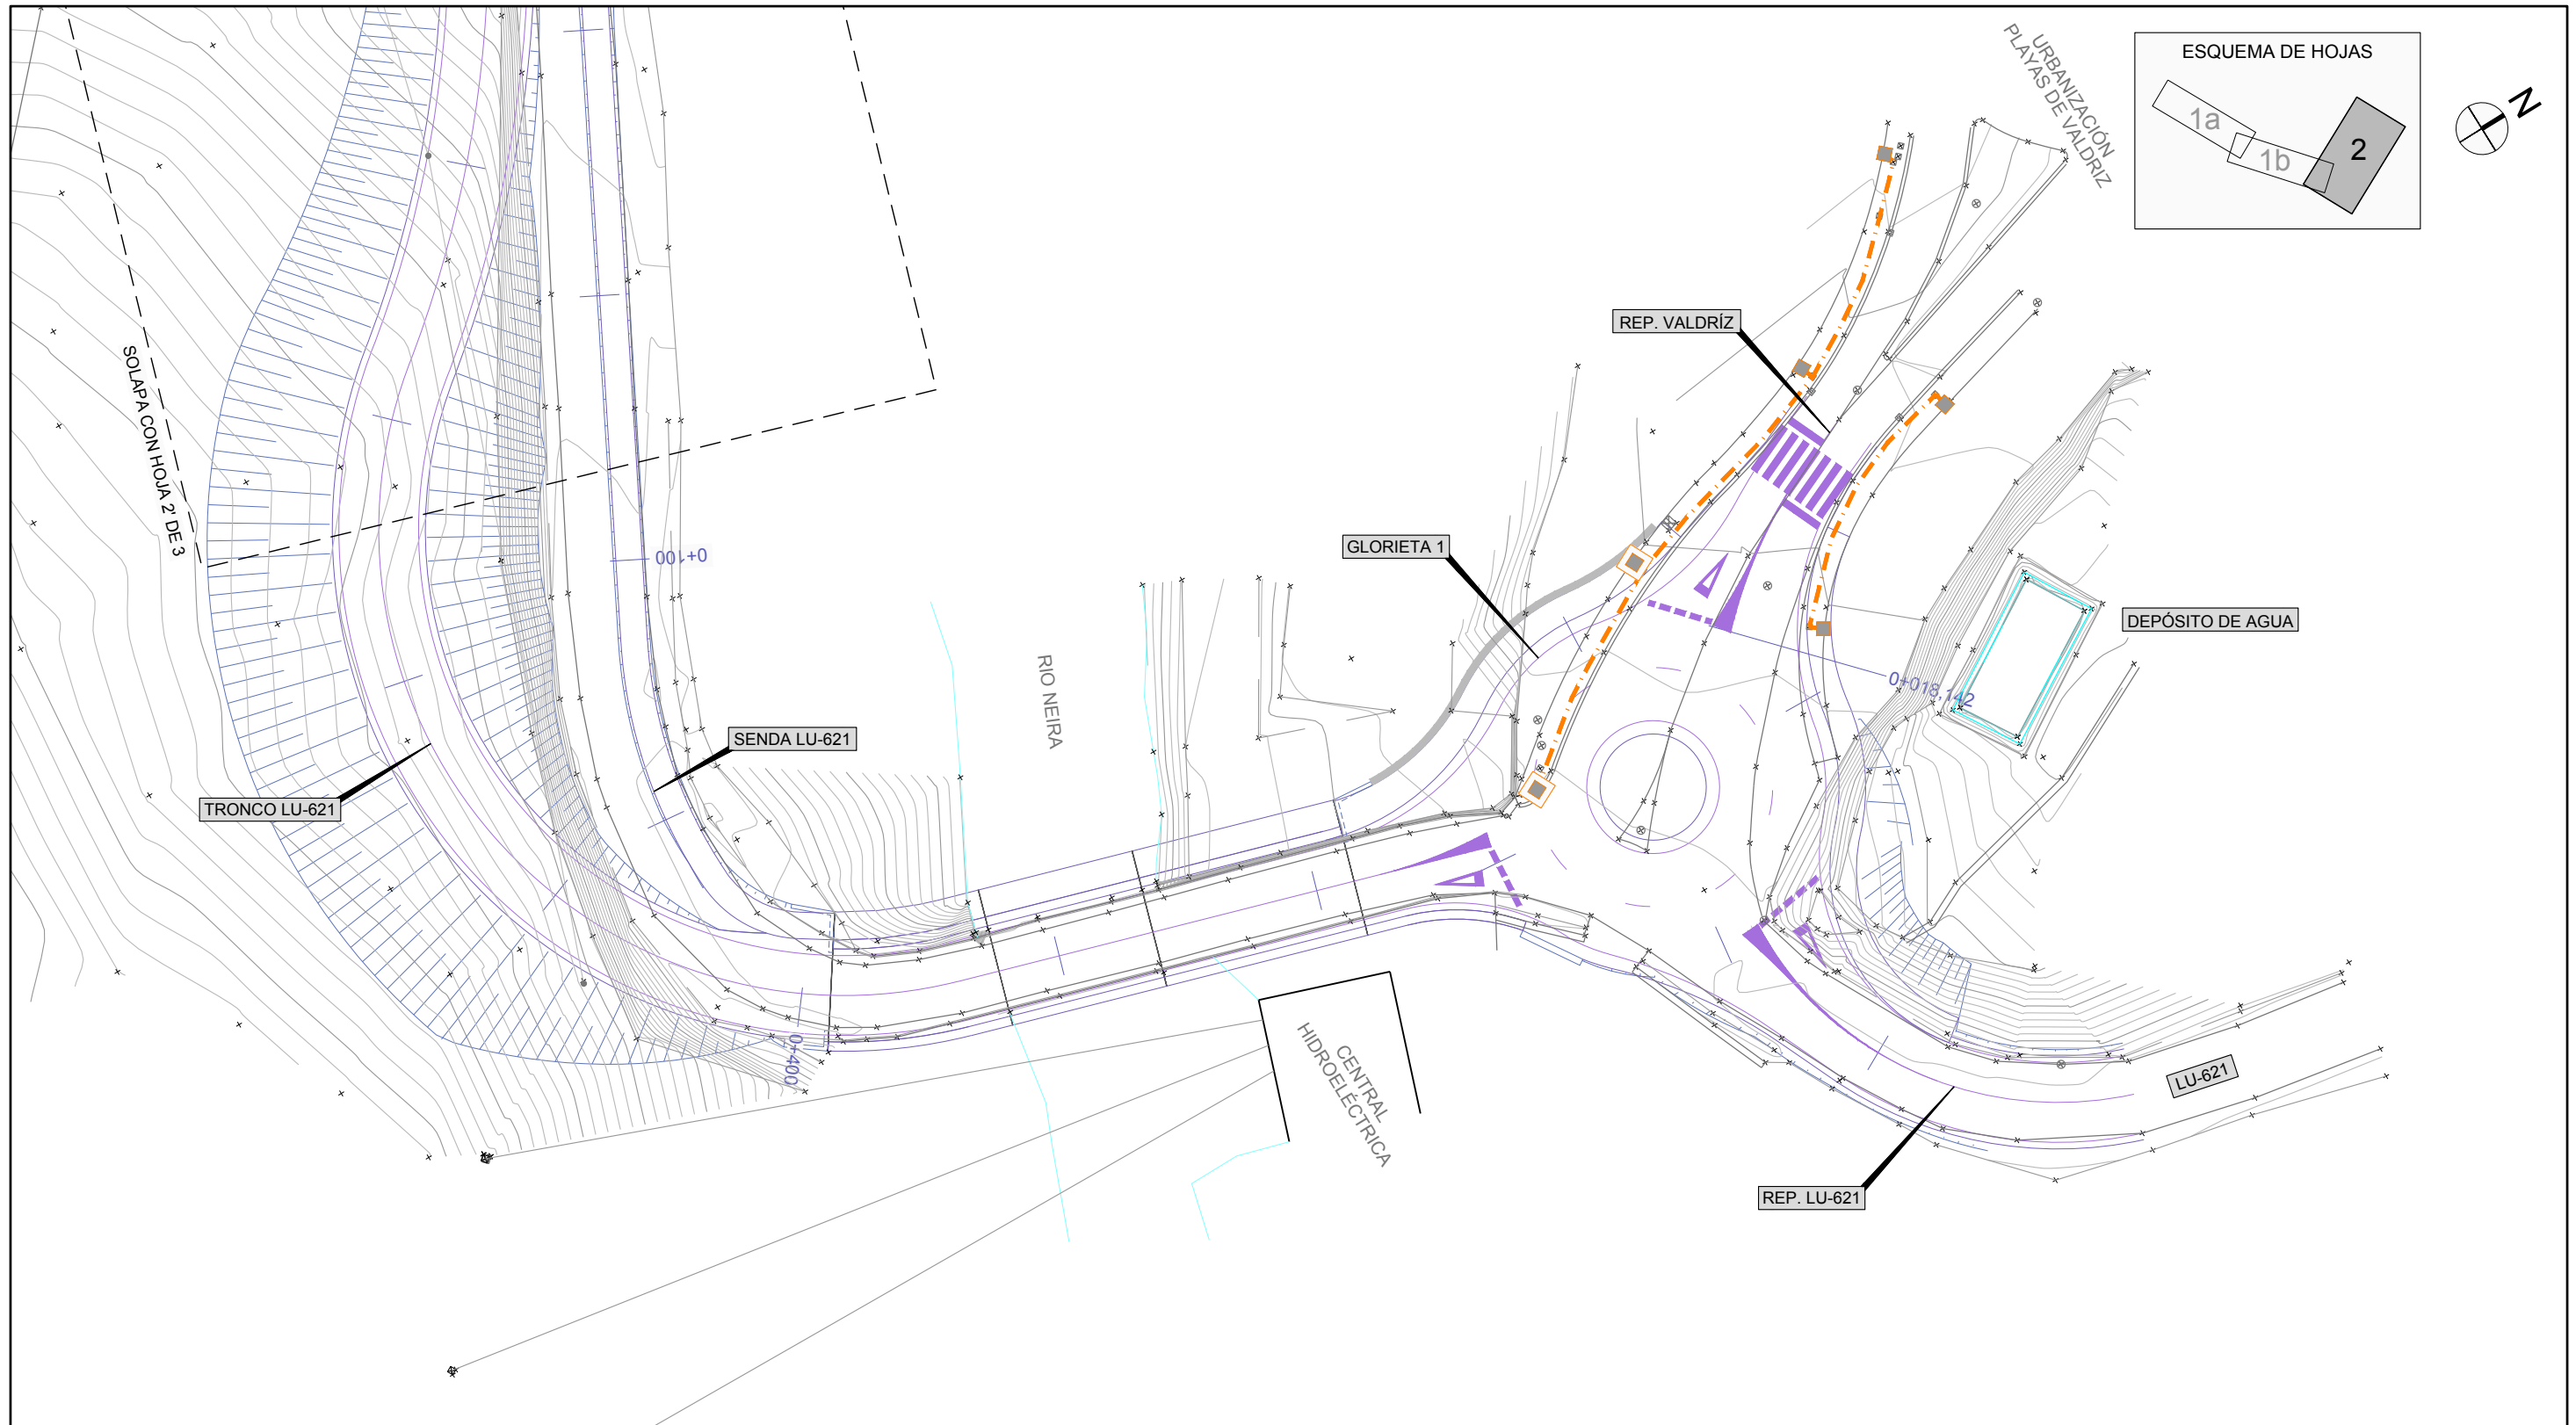 URBANIZACIÓN
PLAYAS DE VALDRIZ
ESQUEMA DE HOJAS
1a
1b
2
N
REP. VALDRÍZ
SOLAPA CON HOJA 2' DE 3
GLORIETA 1
0+100
DEPÓSITO DE AGUA
RIO NEIRA
0+018,142
SENDA LU-621
TRONCO LU-621
0+400
CENTRAL
HIDROELÉCTRICA
LU-621
REP. LU-621